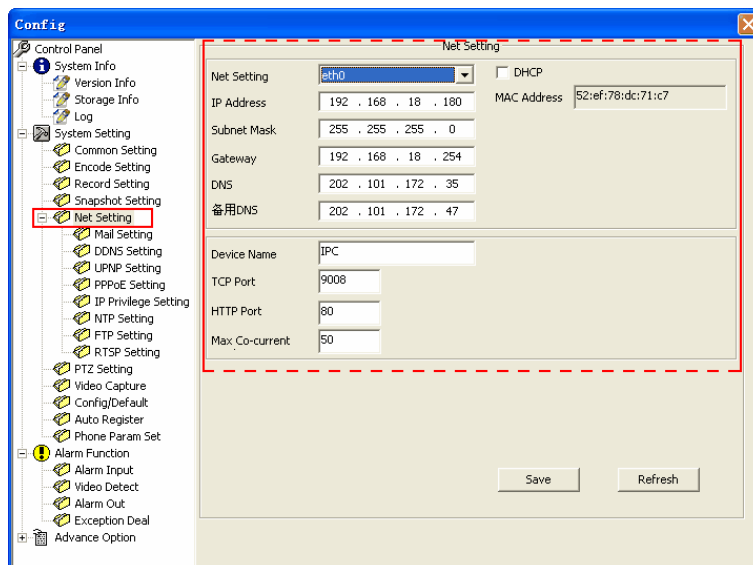 Config
Control Panel
System Info
Version Info
Storage Info
Log
System Setting
Common Setting
Encode Setting
Record Setting
Snapshot Setting
Net Setting
Mail Setting
DDNS Setting
UPNP Setting
PPPoE Setting
IP Privilege Setting
NTP Setting
FTP Setting
RTSP Setting
PTZ Setting
Video Capture
Config/Default
Auto Register
Phone Param Set
Alarm Function
Alarm Input
Video Detect
Alarm Out
Exception Deal
Advance Option
Net Setting
Net Setting eth0 DHCP
IP Address 192 . 168 . 18 . 180 MAC Address 52:ef:78:dc:71:c7
Subnet Mask 255 . 255 . 255 . 0
Gateway 192 . 168 . 18 . 254
DNS 202 . 101 . 172 . 35
备用DNS 202 . 101 . 172 . 47
Device Name IPC
TCP Port 9008
HTTP Port 80
Max Co-current 50
Save Refresh